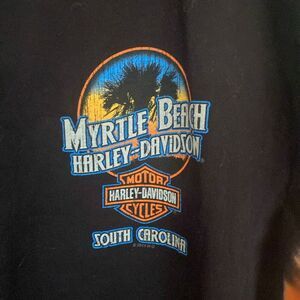 MYRTLE BEACH
HARLEY-DAVIDSON
MOTOR
HARLEY-DAVIDSON
CYCLES
SOUTH CAROLINA